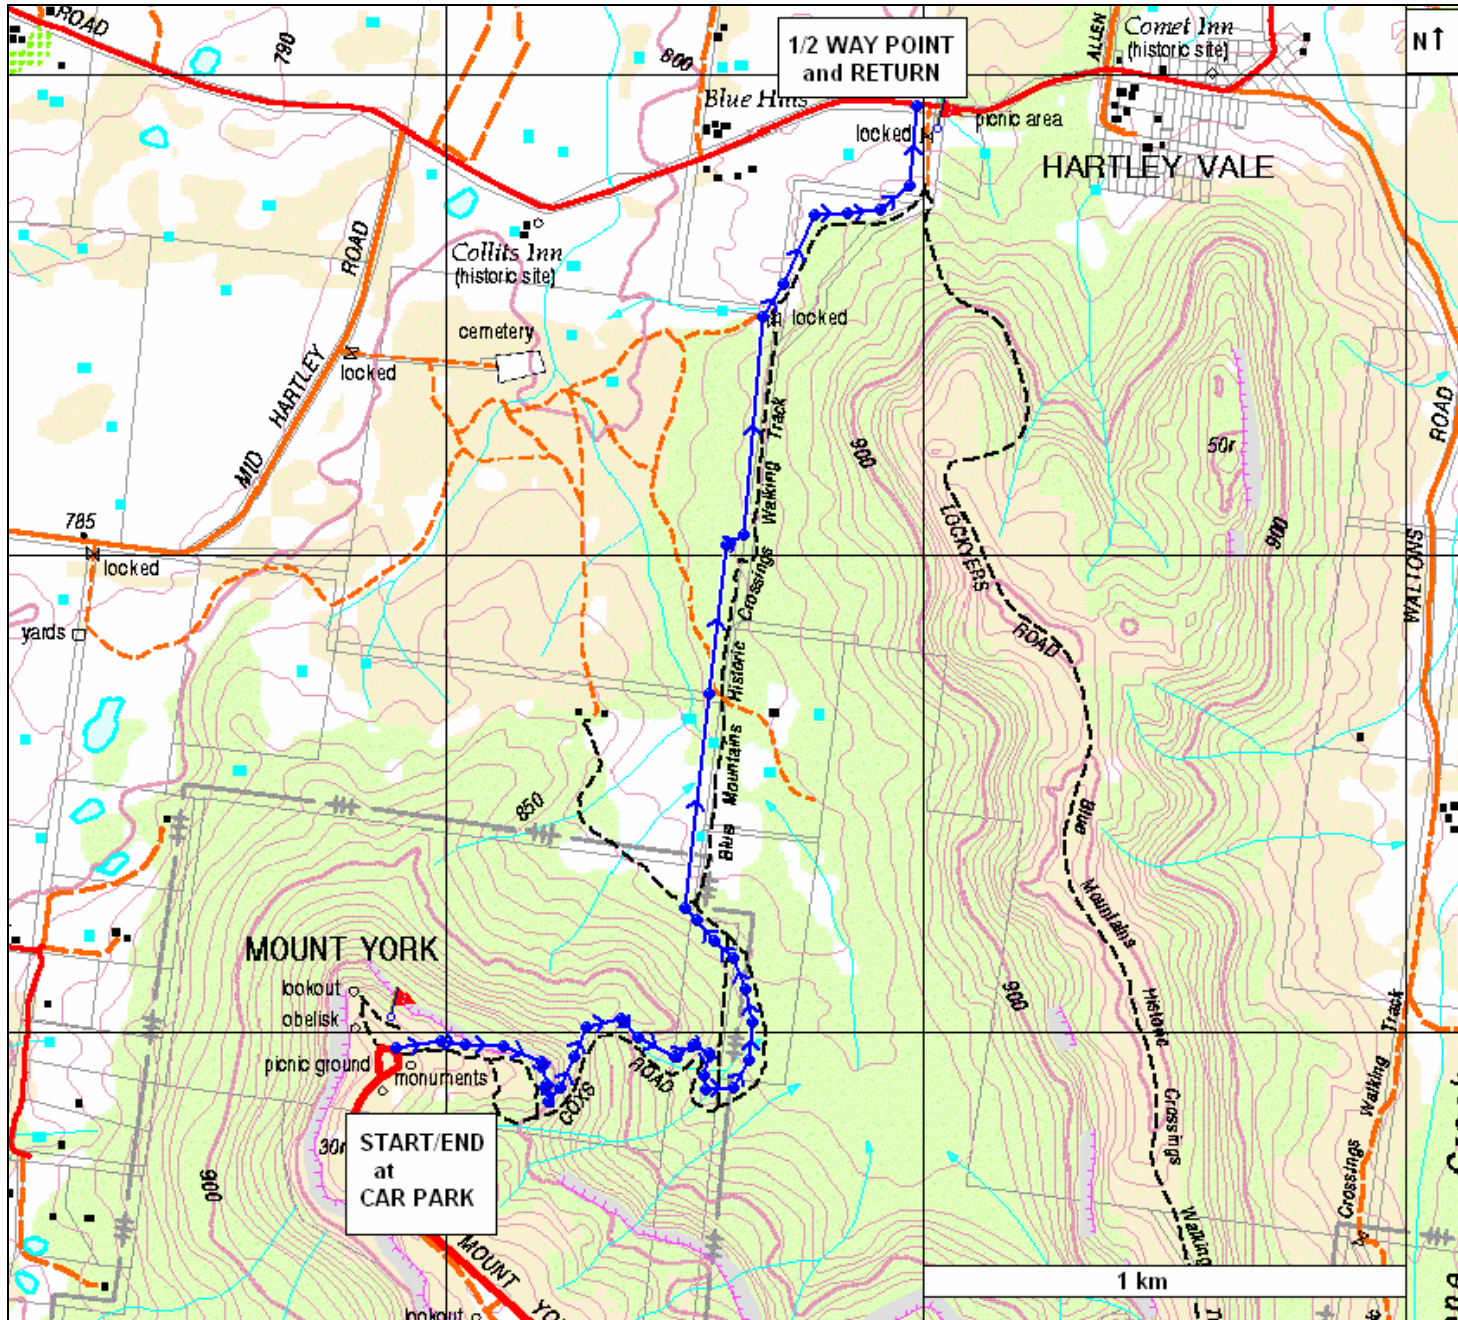 ROAD
790
800
1/2 WAY POINT
and RETURN
ALLEN
Comet Inn
(historic site)
N↑
Blue Hills
locked
picnic area
HARTLEY VALE
Collits Inn
(historic site)
ROAD
cemetery
locked
locked
HARTLEY
MID
Track
Walking
Crossings
Historic
Mountains
Blue
900
50r
900
ROAD
WALTONS
LOCKYERS
ROAD
785
locked
yards
850
Blue
Mountains
Historic
Crossings
Walking
MOUNT YORK
lookout
obelisk
picnic ground
monuments
COXS
ROAD
900
Track
Walking
Crossings
START/END
at
CAR PARK
30r
900
MOUNT
YO
lookout
1 km